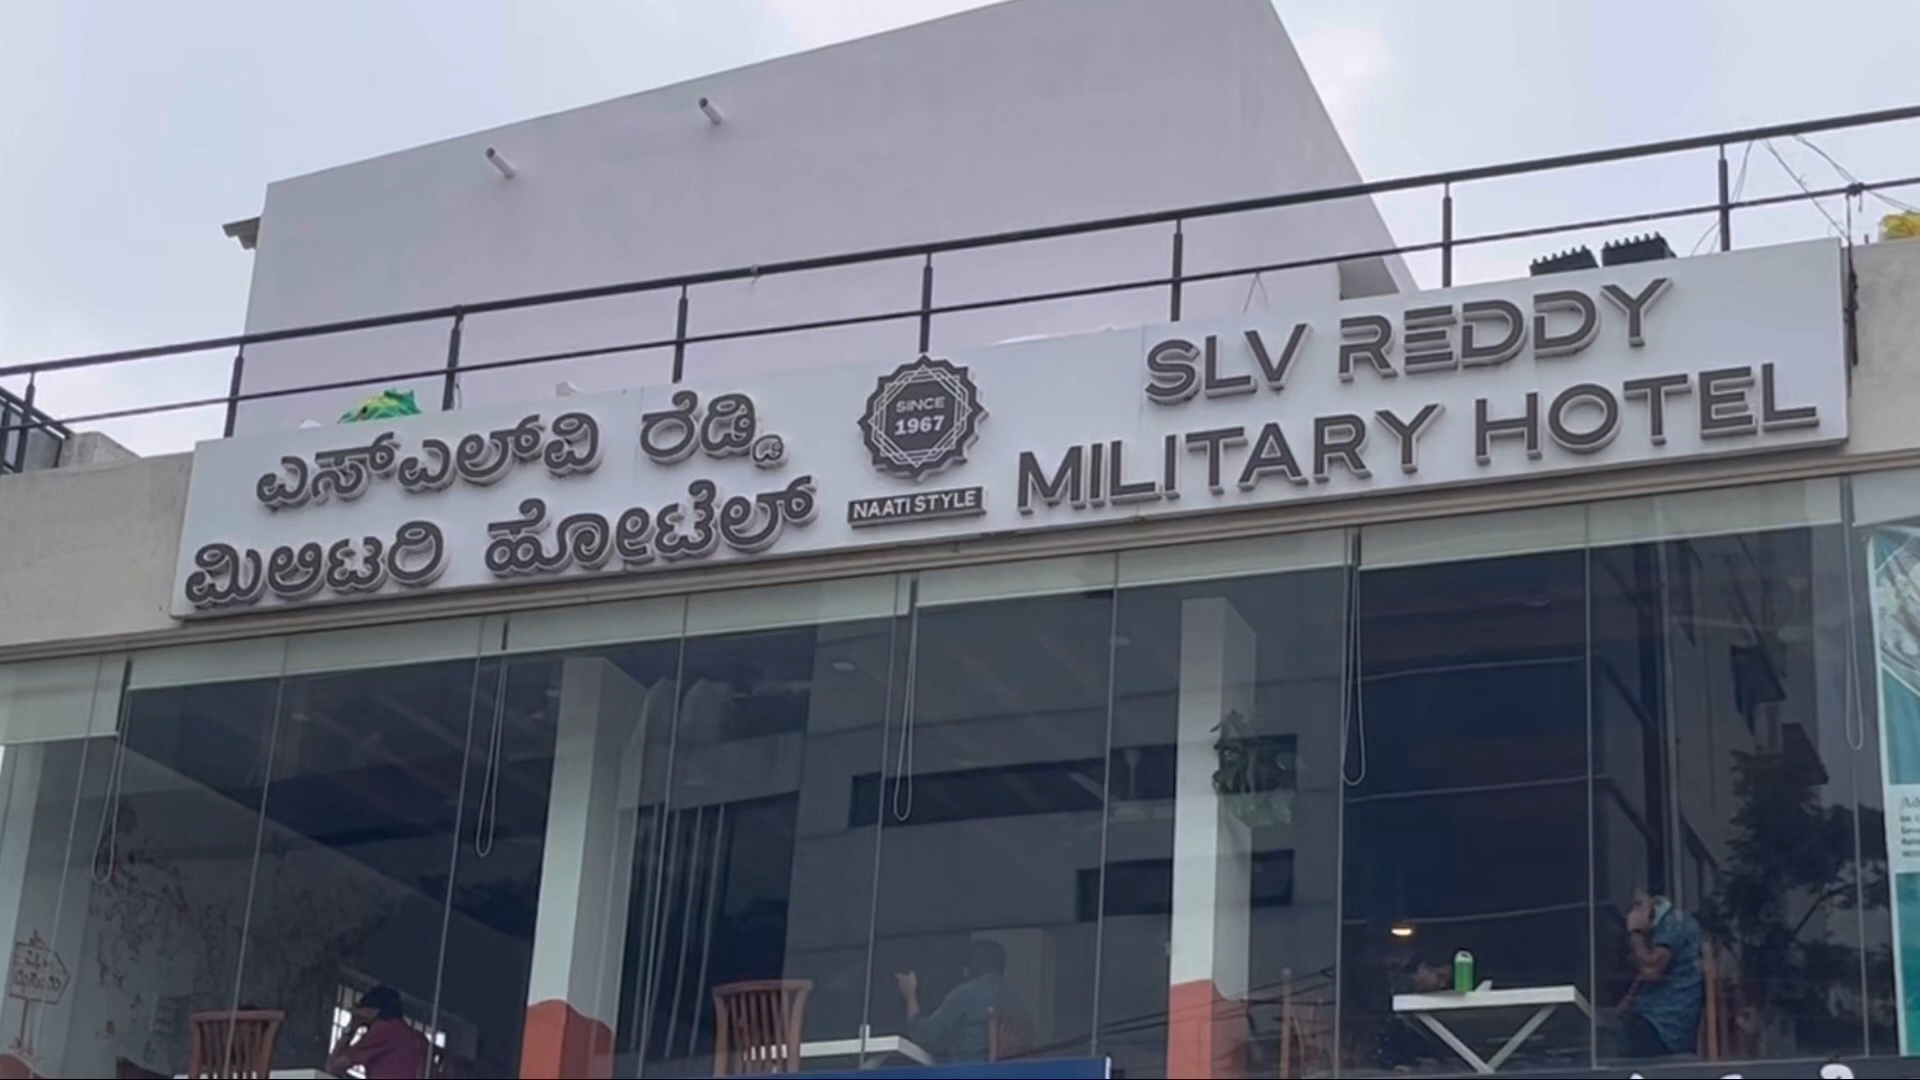 ಎಸ್ಎಲ್‌ವಿ ರೆಡ್ಡಿ
ಮಿಲಿಟರಿ ಹೋಟೆಲ್
SINCE
1967
NAATI STYLE
SLV REDDY
MILITARY HOTEL